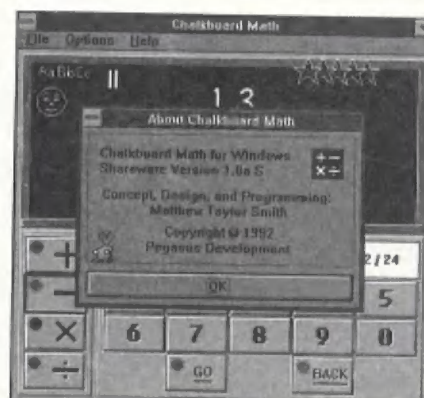 Chalkboard Math
File Options Help
AaBbCc
1 3
About Chalkboard Math
Chalkboard Math for Windows
Shareware Version 1.0a S
Concept, Design, and Programming:
Matthew Taylor Smith
Copyright © 1992
Pegasus Development
OK
+ 2/24
− 5
× 6 7 8 9 0
÷ GO BACK